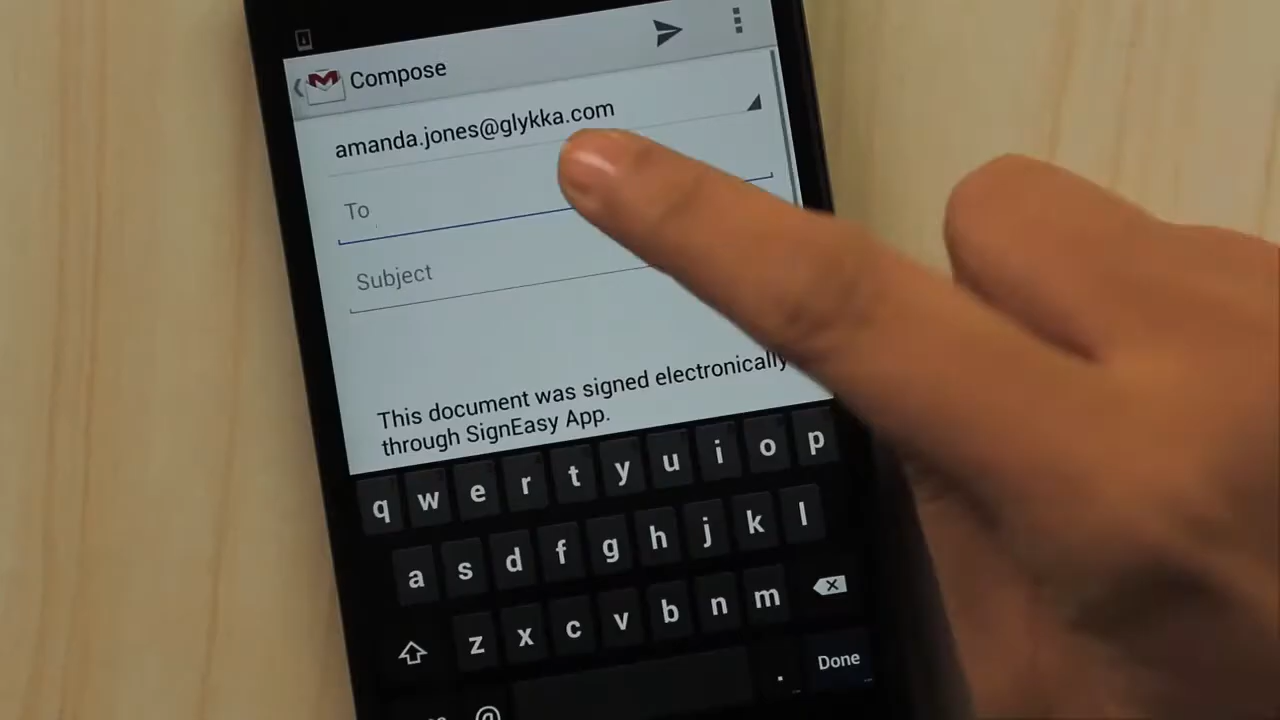 Compose
amanda.jones@glykka.com
To
Subject
This document was signed electronically
through SignEasy App.
q w e r t y u i o p
a s d f g h j k l
z x c v b n m
@ . Done